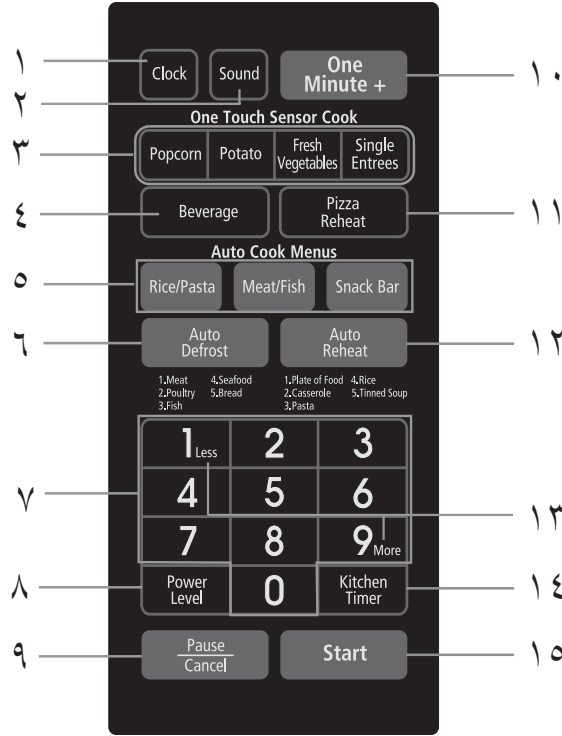 ١ Clock Sound One Minute + ١٠
٢
One Touch Sensor Cook
٣ Popcorn Potato Fresh Vegetables Single Entrees
٤ Beverage Pizza Reheat ١١
Auto Cook Menus
٥ Rice/Pasta Meat/Fish Snack Bar
٦ Auto Defrost Auto Reheat ١٢
1.Meat 4.Seafood 1.Plate of Food 4.Rice
2.Poultry 5.Bread 2.Casserole 5.Tinned Soup
3.Fish 3.Pasta
1 Less 2 3
٧ 4 5 6 ١٣
7 8 9 More
٨ Power Level 0 Kitchen Timer ١٤
٩ Pause Cancel Start ١٥